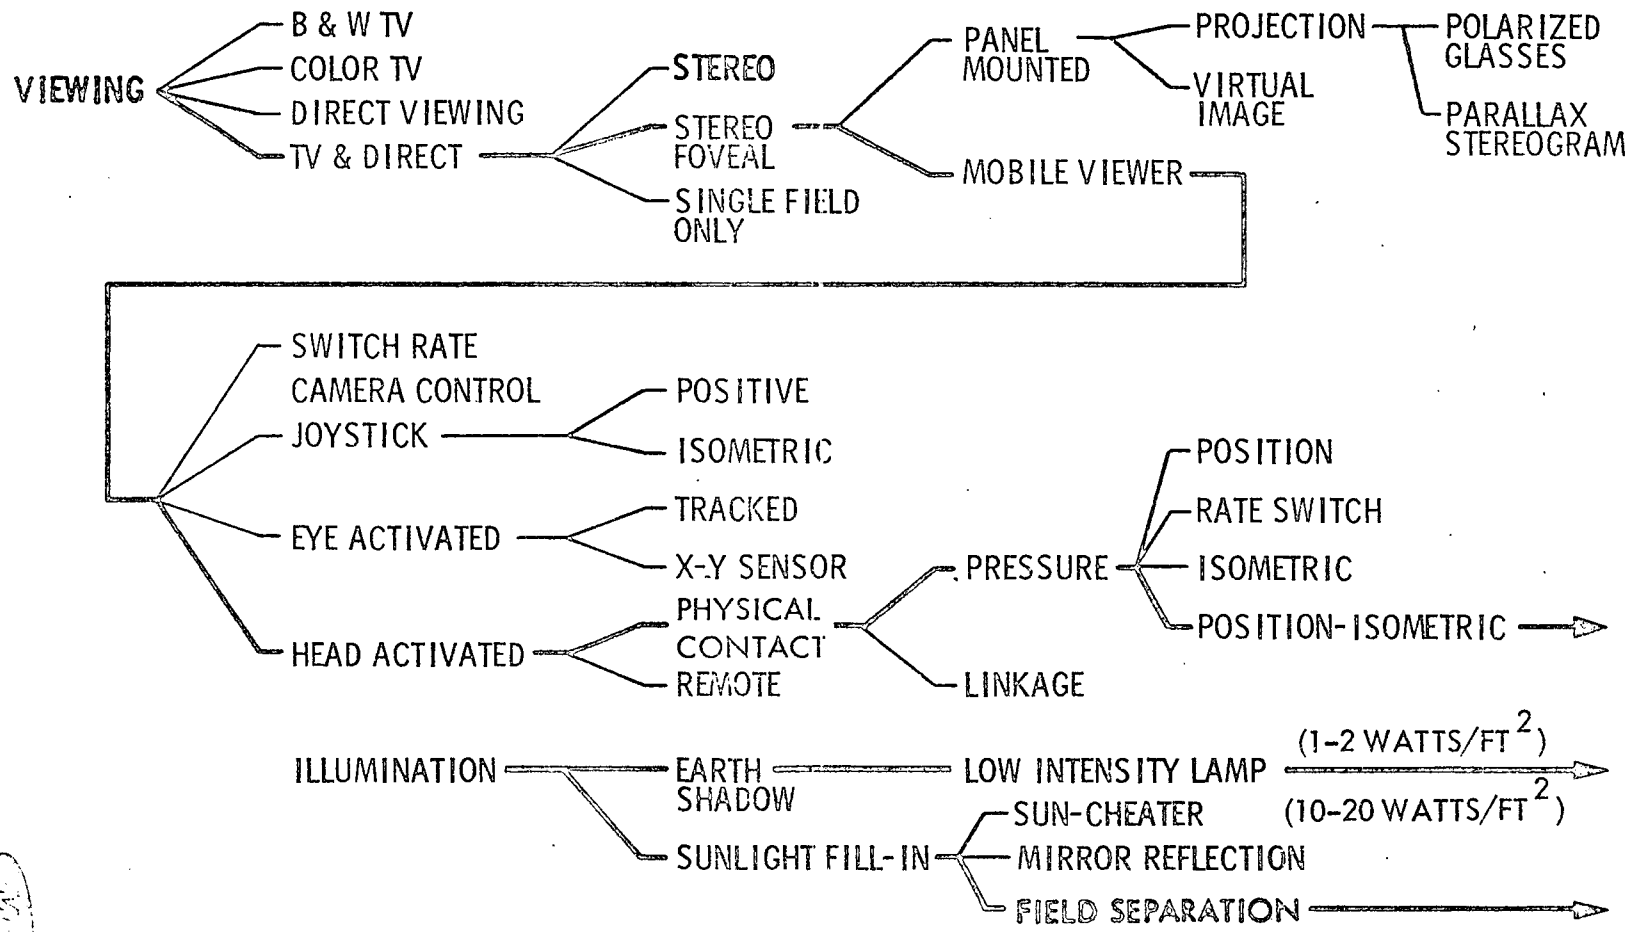 VIEWING
B & W TV
COLOR TV
DIRECT VIEWING
TV & DIRECT
STEREO
STEREO
FOVEAL
SINGLE FIELD
ONLY
PANEL
MOUNTED
MOBILE VIEWER
PROJECTION
VIRTUAL
IMAGE
POLARIZED
GLASSES
PARALLAX
STEREOGRAM
SWITCH RATE
CAMERA CONTROL
JOYSTICK
EYE ACTIVATED
HEAD ACTIVATED
POSITIVE
ISOMETRIC
TRACKED
X-Y SENSOR
PHYSICAL
CONTACT
REMOTE
PRESSURE
LINKAGE
POSITION
RATE SWITCH
ISOMETRIC
POSITION-ISOMETRIC
ILLUMINATION
EARTH
SHADOW
LOW INTENSITY LAMP
(1-2 WATTS/FT²)
(10-20 WATTS/FT²)
SUNLIGHT FILL-IN
SUN-CHEATER
MIRROR REFLECTION
FIELD SEPARATION